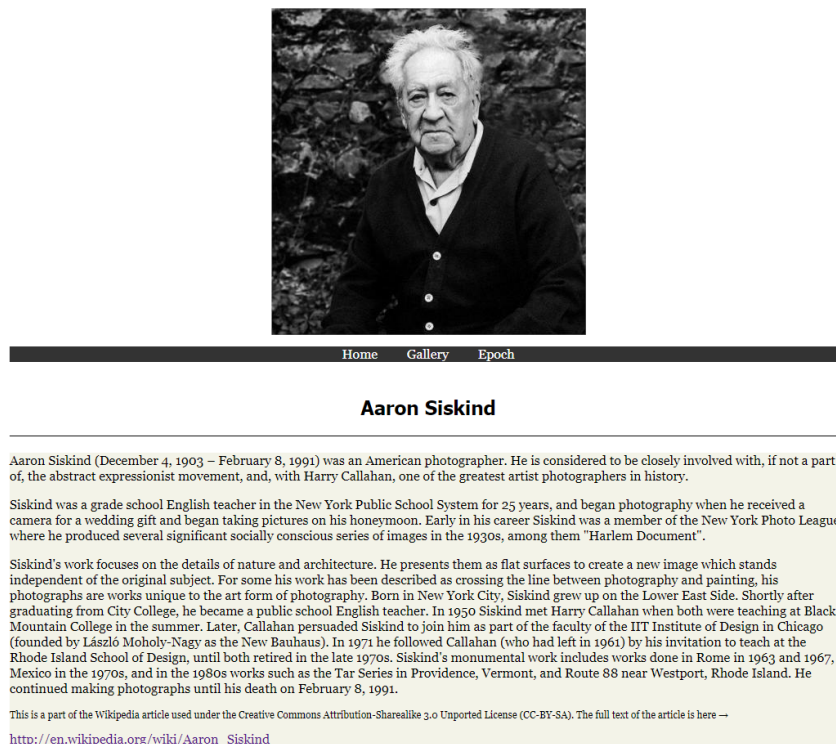 Home Gallery Epoch
Aaron Siskind
Aaron Siskind (December 4, 1903 – February 8, 1991) was an American photographer. He is considered to be closely involved with, if not a part
of, the abstract expressionist movement, and, with Harry Callahan, one of the greatest artist photographers in history.
Siskind was a grade school English teacher in the New York Public School System for 25 years, and began photography when he received a
camera for a wedding gift and began taking pictures on his honeymoon. Early in his career Siskind was a member of the New York Photo League
where he produced several significant socially conscious series of images in the 1930s, among them "Harlem Document".
Siskind's work focuses on the details of nature and architecture. He presents them as flat surfaces to create a new image which stands
independent of the original subject. For some his work has been described as crossing the line between photography and painting, his
photographs are works unique to the art form of photography. Born in New York City, Siskind grew up on the Lower East Side. Shortly after
graduating from City College, he became a public school English teacher. In 1950 Siskind met Harry Callahan when both were teaching at Black
Mountain College in the summer. Later, Callahan persuaded Siskind to join him as part of the faculty of the IIT Institute of Design in Chicago
(founded by László Moholy-Nagy as the New Bauhaus). In 1971 he followed Callahan (who had left in 1961) by his invitation to teach at the
Rhode Island School of Design, until both retired in the late 1970s. Siskind's monumental work includes works done in Rome in 1963 and 1967,
Mexico in the 1970s, and in the 1980s works such as the Tar Series in Providence, Vermont, and Route 88 near Westport, Rhode Island. He
continued making photographs until his death on February 8, 1991.
This is a part of the Wikipedia article used under the Creative Commons Attribution-Sharealike 3.0 Unported License (CC-BY-SA). The full text of the article is here →
http://en.wikipedia.org/wiki/Aaron_Siskind